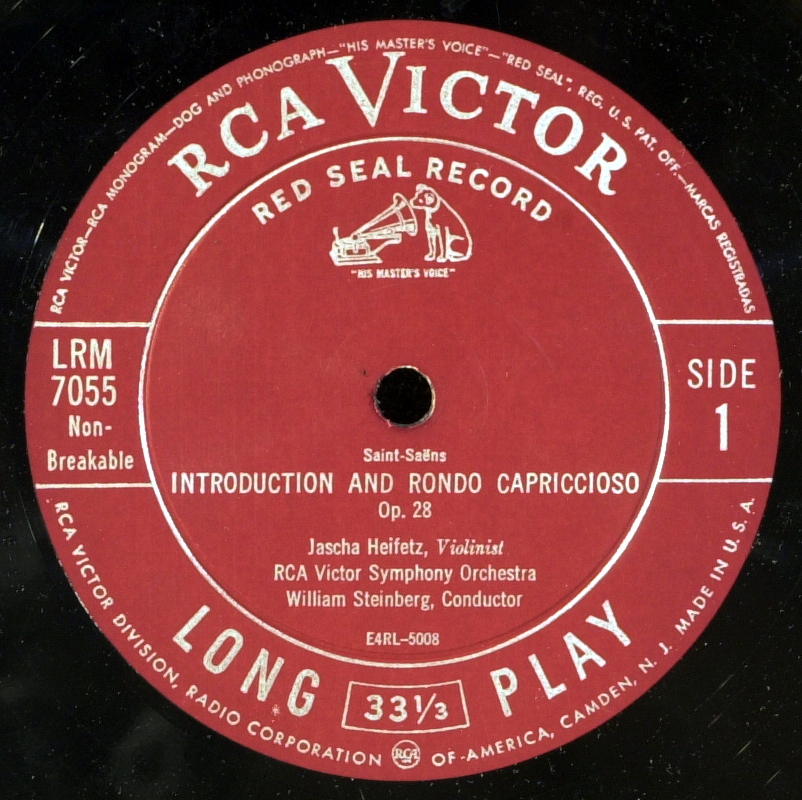 RCA VICTOR—RCA MONOGRAM—DOG AND PHONOGRAPH—"HIS MASTER'S VOICE"—"RED SEAL", REG. U. S. PAT. OFF.—MARCAS REGISTRADAS
RCA VICTOR
RED SEAL RECORD
"HIS MASTER'S VOICE"
LRM
7055
Non-
Breakable
SIDE
1
Saint-Saëns
INTRODUCTION AND RONDO CAPRICCIOSO
Op. 28
Jascha Heifetz, Violinist
RCA Victor Symphony Orchestra
William Steinberg, Conductor
E4RL-5008
LONG 33⅓ PLAY
RCA VICTOR DIVISION, RADIO CORPORATION RCA OF AMERICA, CAMDEN, N. J. MADE IN U. S. A.